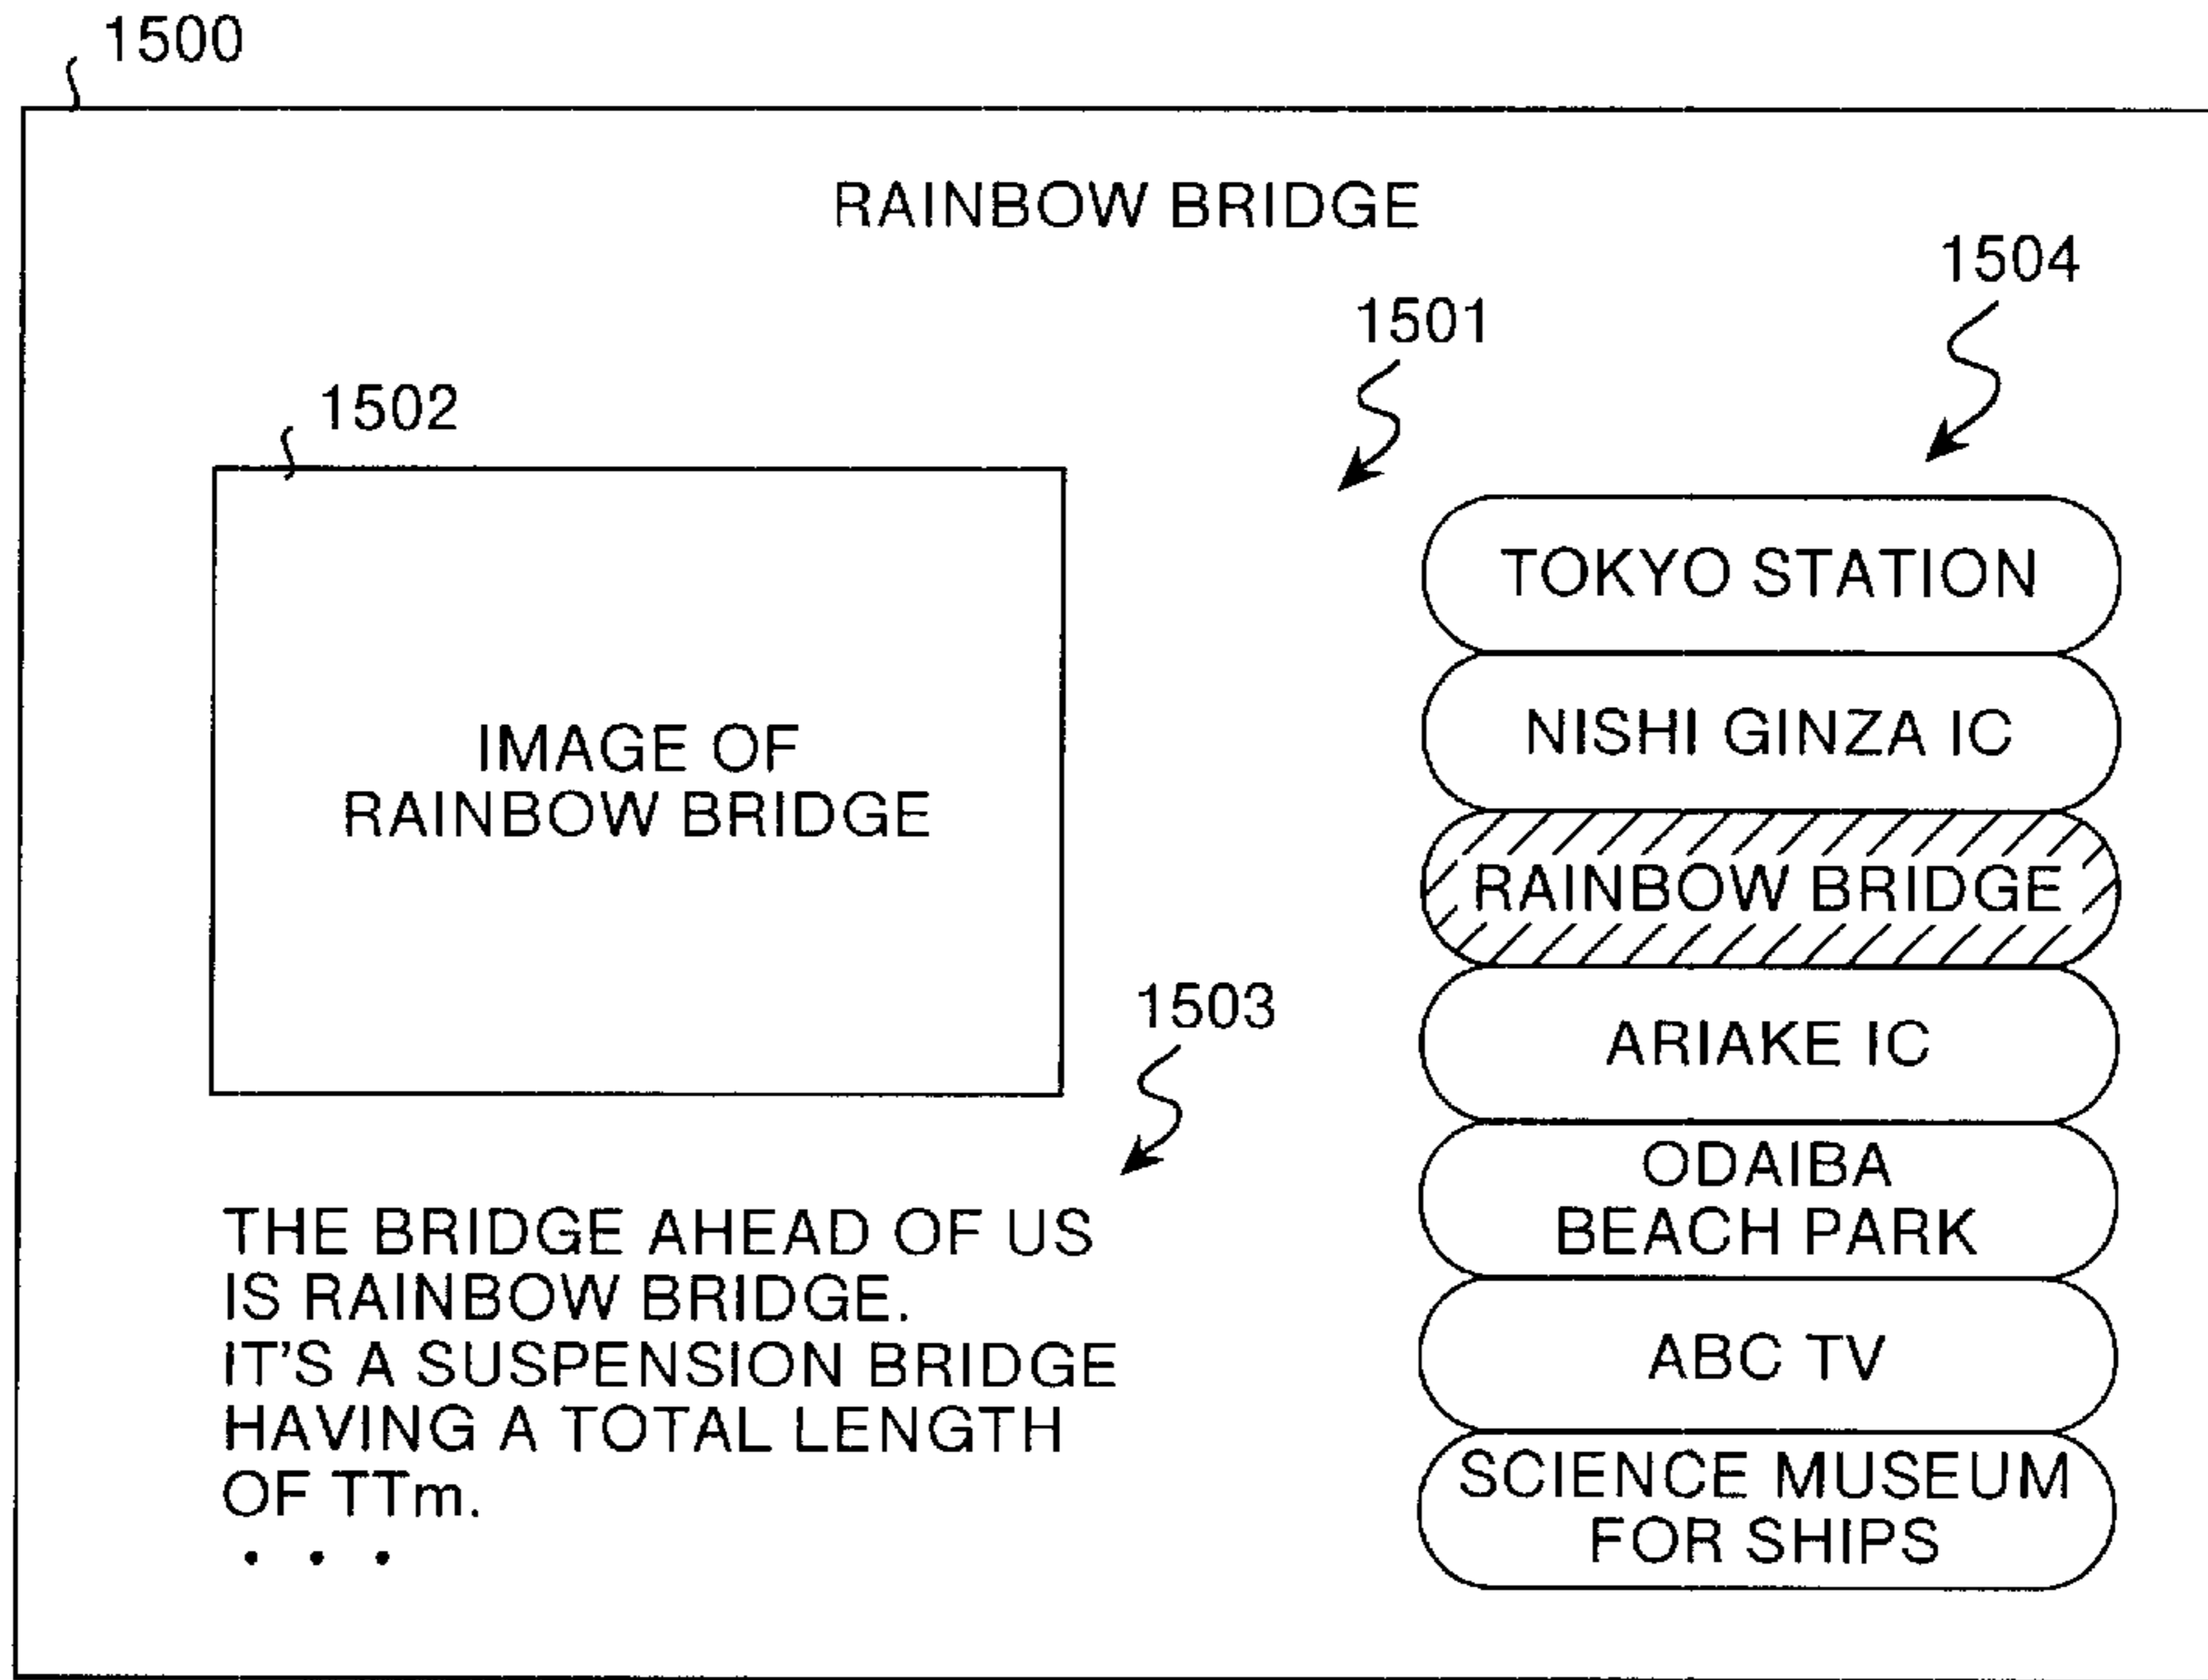 1500
RAINBOW BRIDGE
1504
1501
1502
IMAGE OF
RAINBOW BRIDGE
1503
THE BRIDGE AHEAD OF US
IS RAINBOW BRIDGE.
IT'S A SUSPENSION BRIDGE
HAVING A TOTAL LENGTH
OF TTm.
• • •
TOKYO STATION
NISHI GINZA IC
RAINBOW BRIDGE
ARIAKE IC
ODAIBA
BEACH PARK
ABC TV
SCIENCE MUSEUM
FOR SHIPS